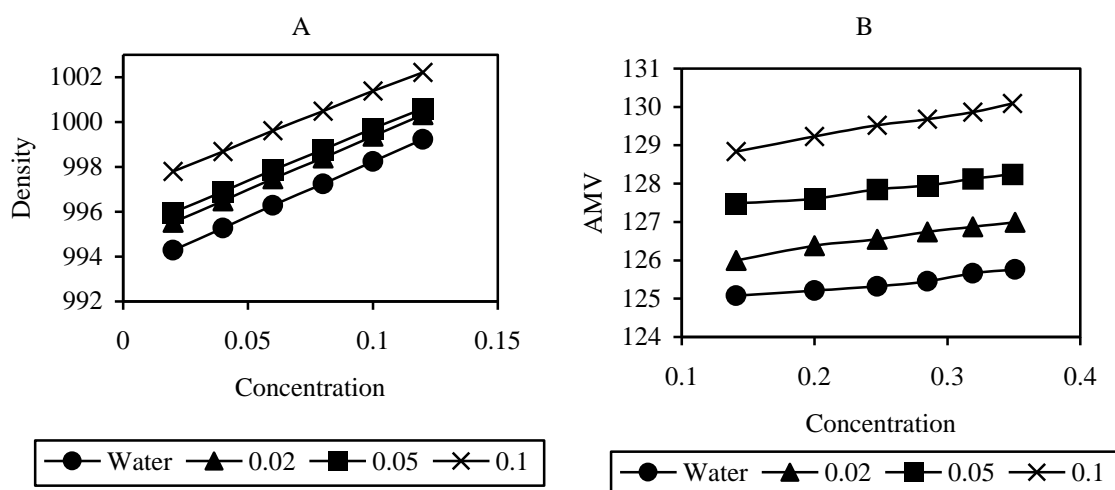 A
Density
1002
1000
998
996
994
992
0 0.05 0.1 0.15
Concentration
Water 0.02 0.05 0.1
B
AMV
131
130
129
128
127
126
125
124
0.1 0.2 0.3 0.4
Concentration
Water 0.02 0.05 0.1